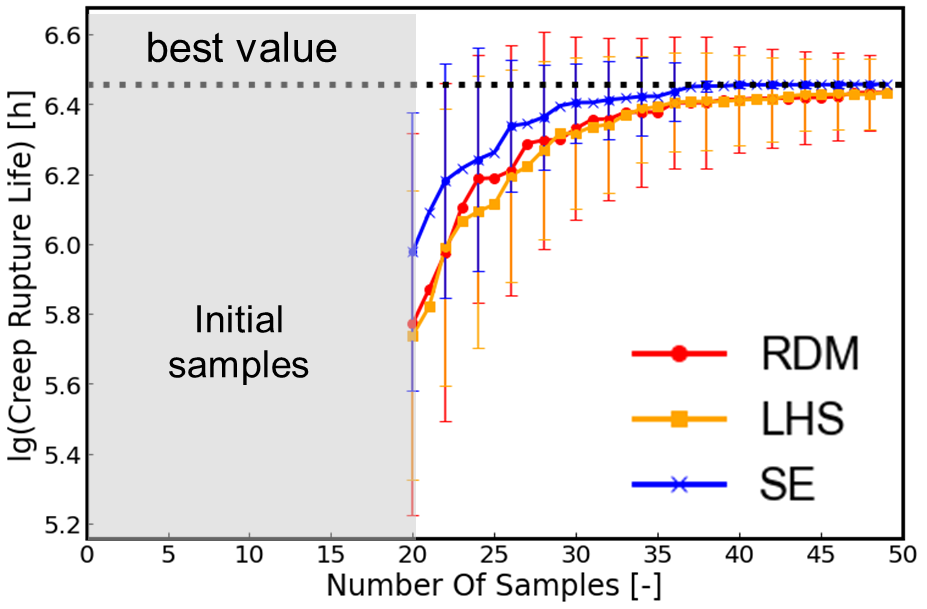 6.6
best value
6.4
6.2
6.0
5.8
5.6
5.4
5.2
lg(Creep Rupture Life) [h]
Initial
samples
RDM
LHS
SE
0 5 10 15 20 25 30 35 40 45 50
Number Of Samples [-]